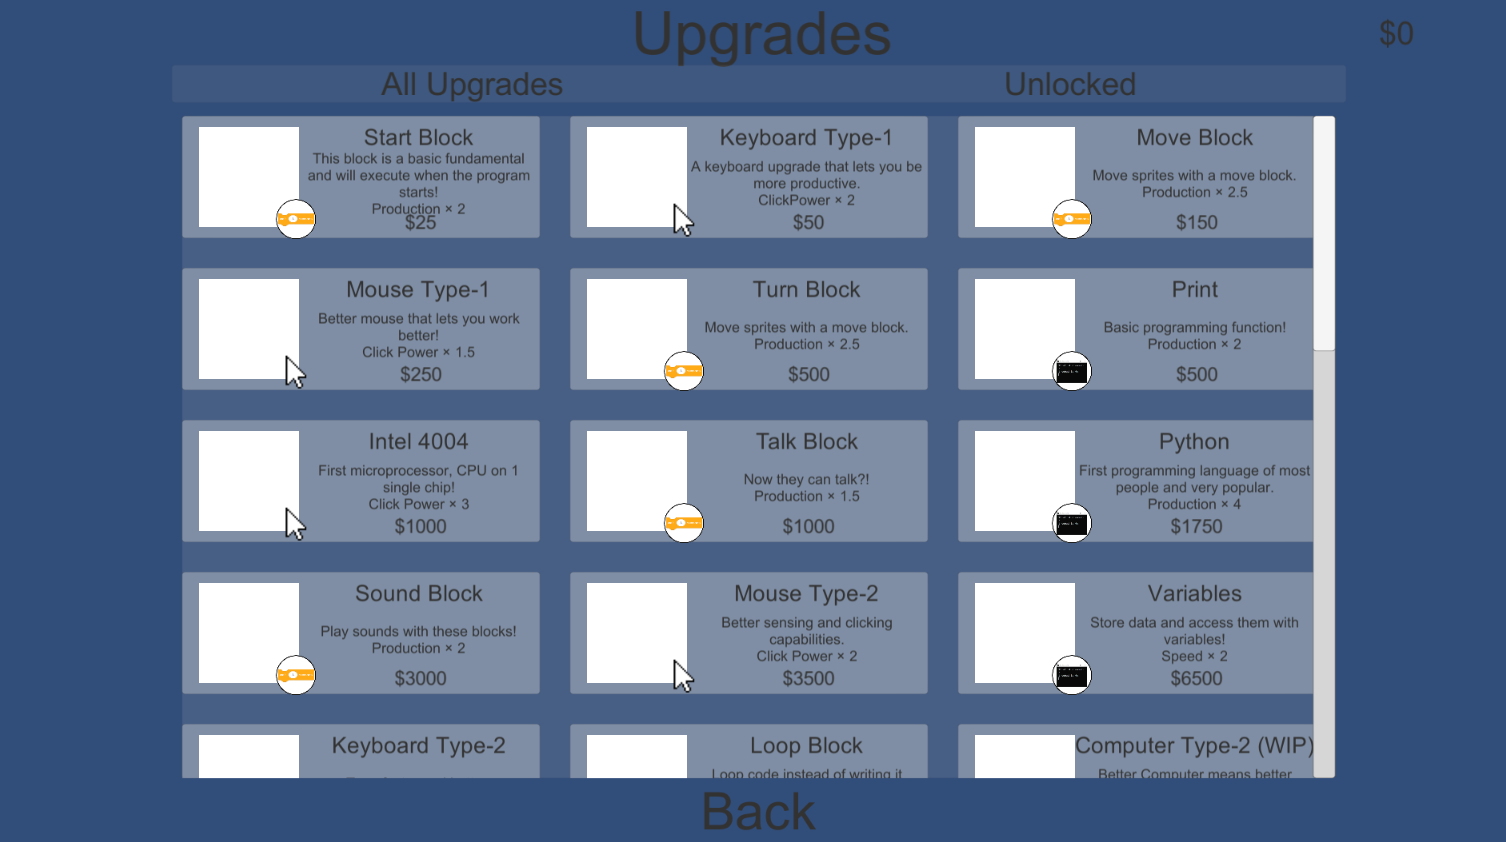 Upgrades
$0
All Upgrades
Unlocked
Start Block
This block is a basic fundamental
and will execute when the program
starts!
Production × 2
$25
Keyboard Type-1
A keyboard upgrade that lets you be
more productive.
ClickPower × 2
$50
Move Block
Move sprites with a move block.
Production × 2.5
$150
Mouse Type-1
Better mouse that lets you work
better!
Click Power × 1.5
$250
Turn Block
Move sprites with a move block.
Production × 2.5
$500
Print
Basic programming function!
Production × 2
$500
Intel 4004
First microprocessor, CPU on 1
single chip!
Click Power × 3
$1000
Talk Block
Now they can talk?!
Production × 1.5
$1000
Python
First programming language of most
people and very popular.
Production × 4
$1750
Sound Block
Play sounds with these blocks!
Production × 2
$3000
Mouse Type-2
Better sensing and clicking
capabilities.
Click Power × 2
$3500
Variables
Store data and access them with
variables!
Speed × 2
$6500
Keyboard Type-2
Loop Block
Loop code instead of writing it
Computer Type-2 (WIP)
Better Computer means better
Back